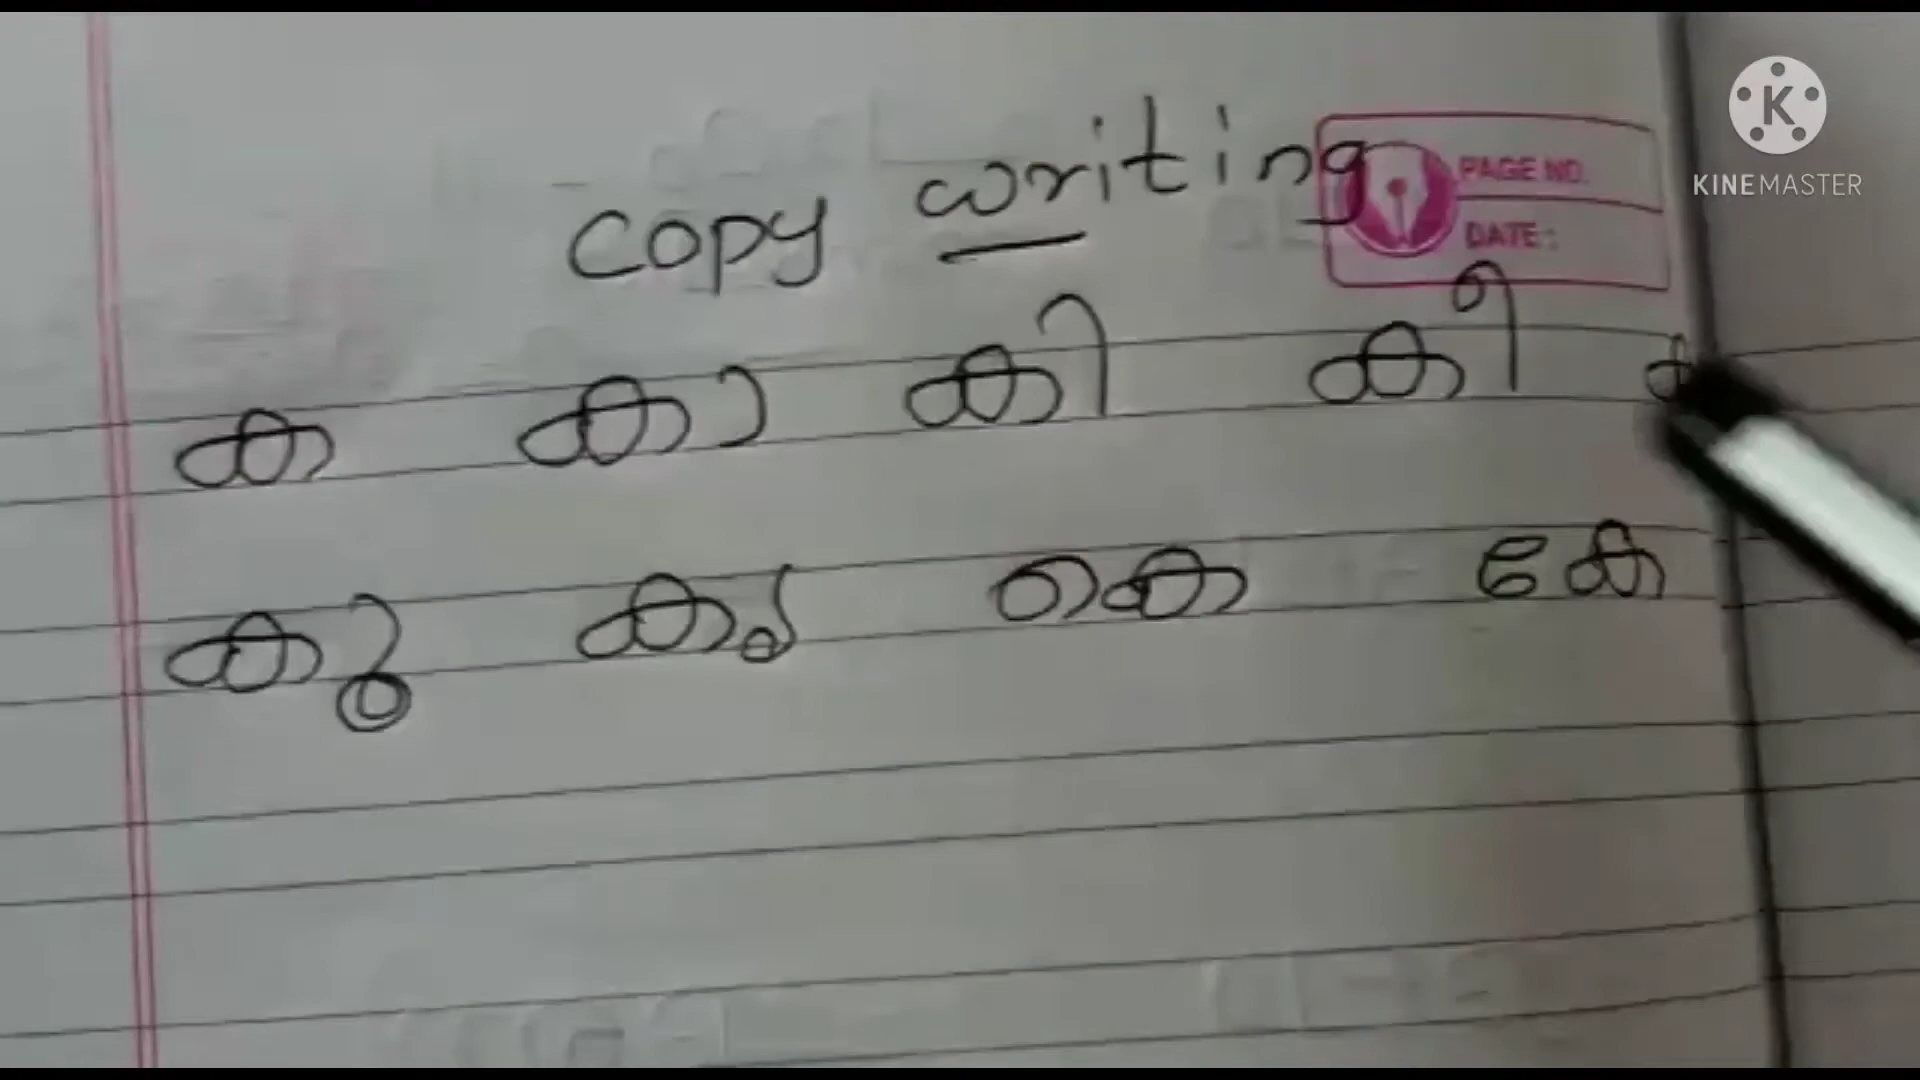 copy writing
PAGE NO.
DATE:
K
KINEMASTER
ക കാ കി കീ
കൂ കൃ കെ കേ